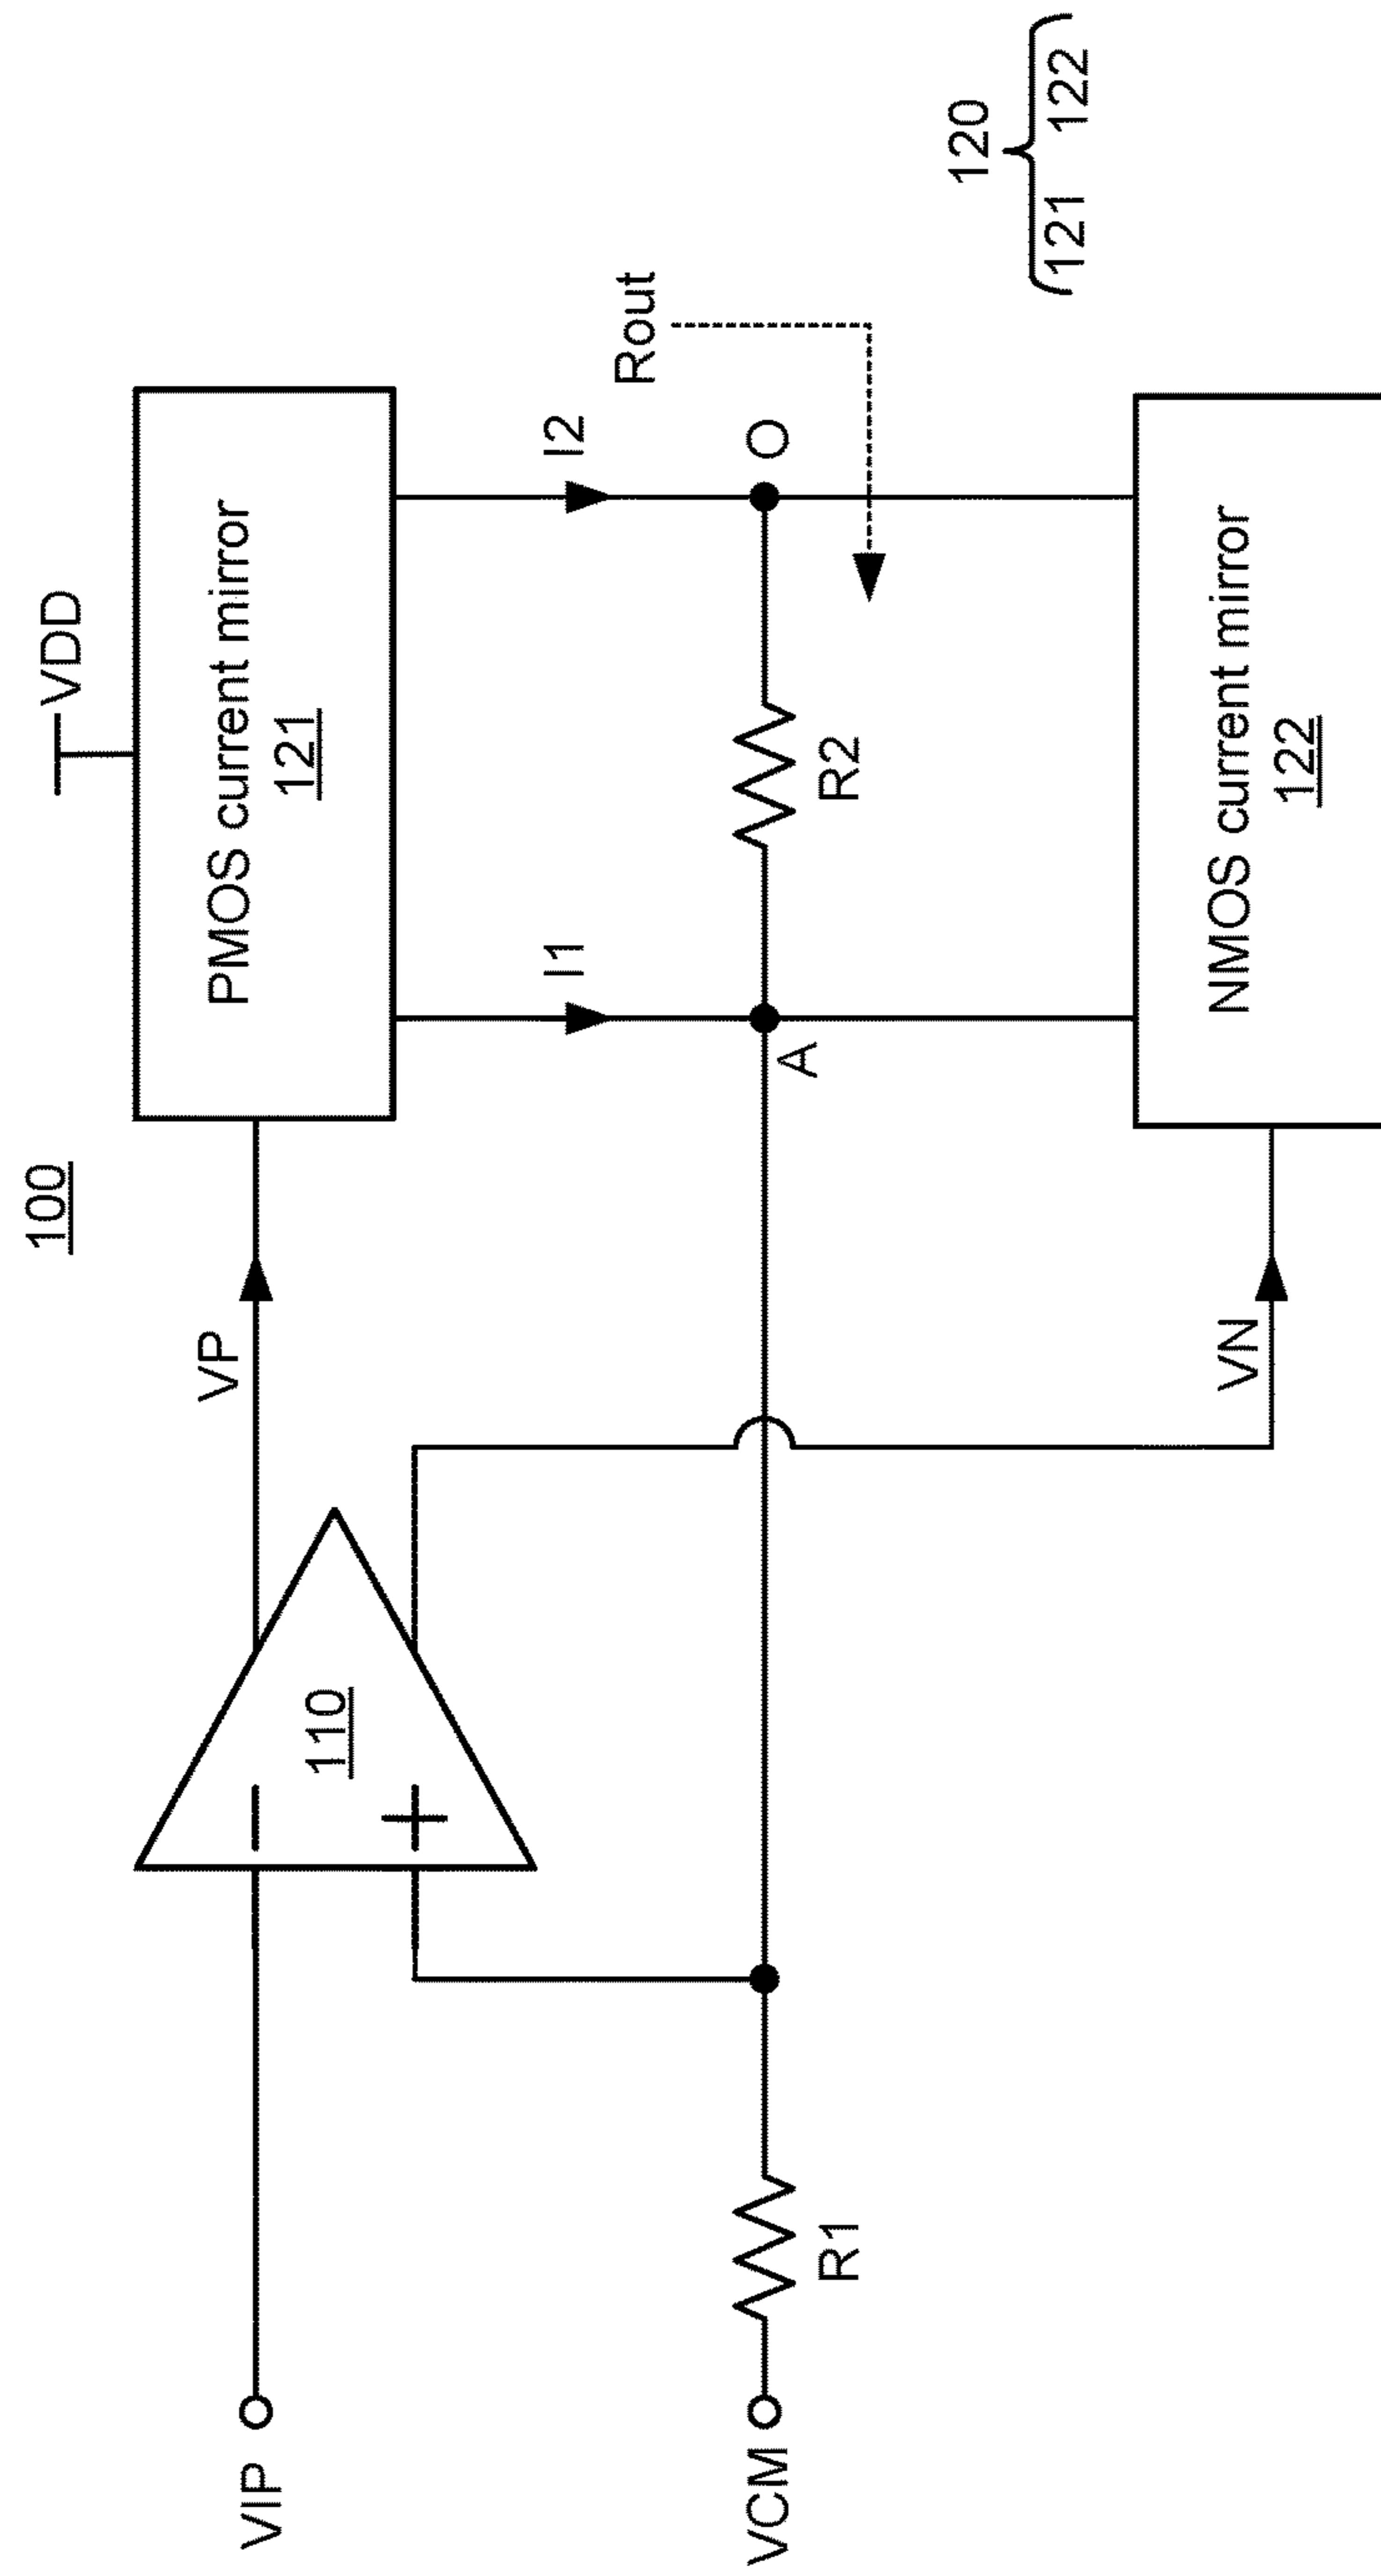 100
VDD
PMOS current mirror
121
VP
VIP
−
110
+
I1
I2
Rout
A
O
R2
VCM
R1
VN
NMOS current mirror
122
120
121 122